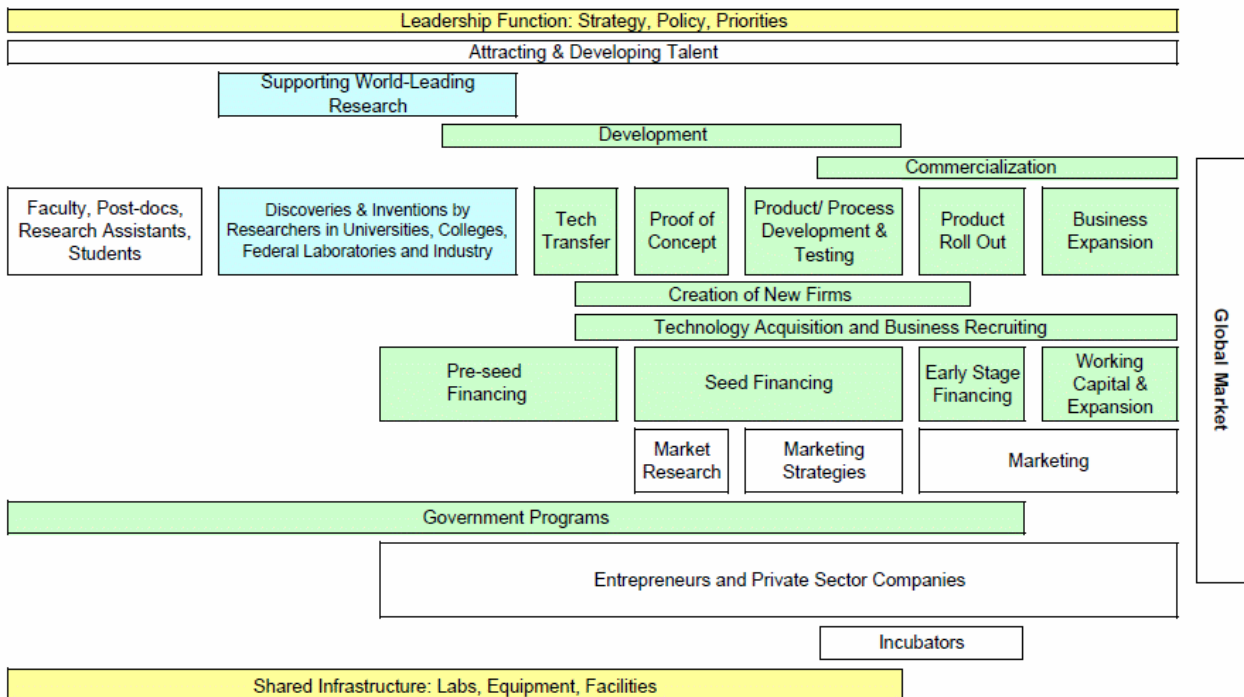 Leadership Function: Strategy, Policy, Priorities
Attracting & Developing Talent
Supporting World-Leading
Research
Development
Commercialization
Faculty, Post-docs,
Research Assistants,
Students
Discoveries & Inventions by
Researchers in Universities, Colleges,
Federal Laboratories and Industry
Tech
Transfer
Proof of
Concept
Product/ Process
Development &
Testing
Product
Roll Out
Business
Expansion
Creation of New Firms
Technology Acquisition and Business Recruiting
Pre-seed
Financing
Seed Financing
Early Stage
Financing
Working
Capital &
Expansion
Market
Research
Marketing
Strategies
Marketing
Government Programs
Entrepreneurs and Private Sector Companies
Incubators
Shared Infrastructure: Labs, Equipment, Facilities
Global Market